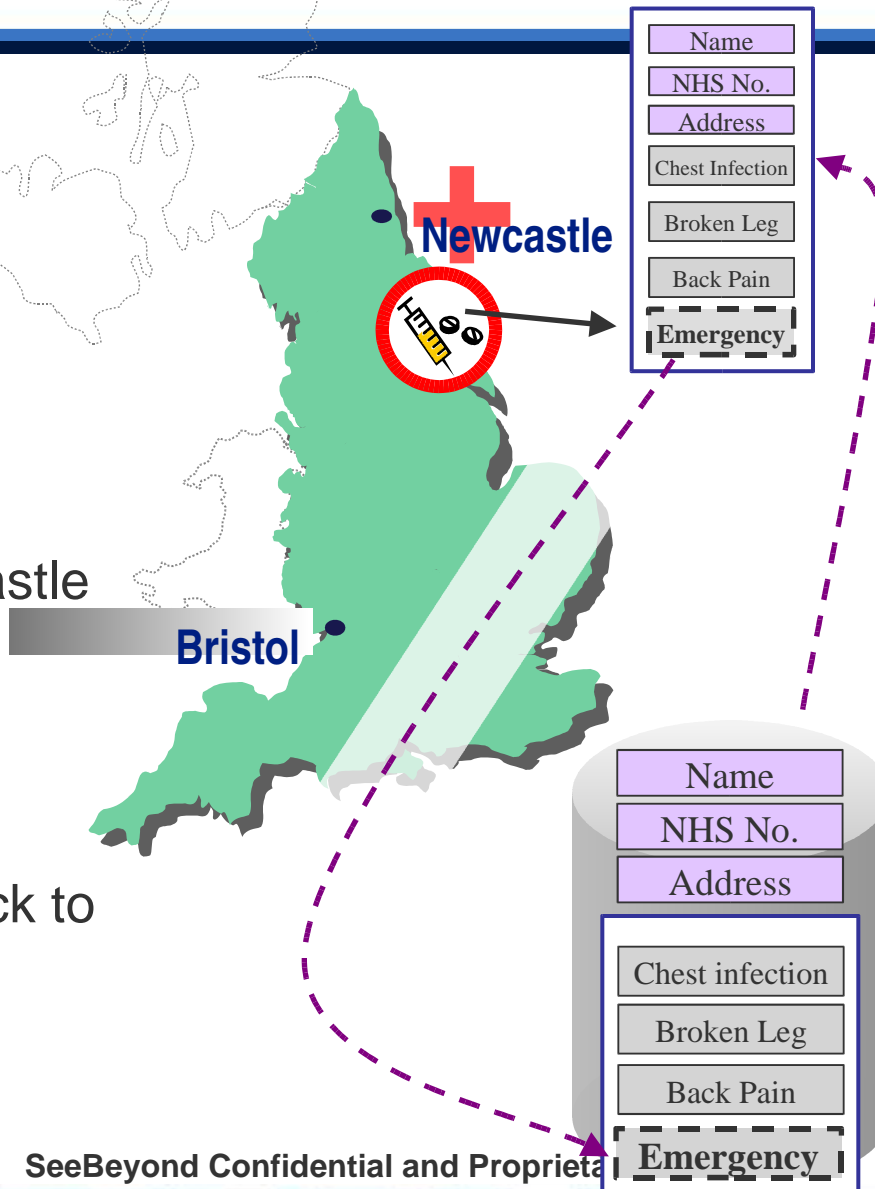 Name
NHS No.
Address
Chest Infection
Broken Leg
Back Pain
Emergency
Newcastle
astle
Bristol
Name
NHS No.
Address
ck to
Chest infection
Broken Leg
Back Pain
Emergency
SeeBeyond Confidential and Proprieta